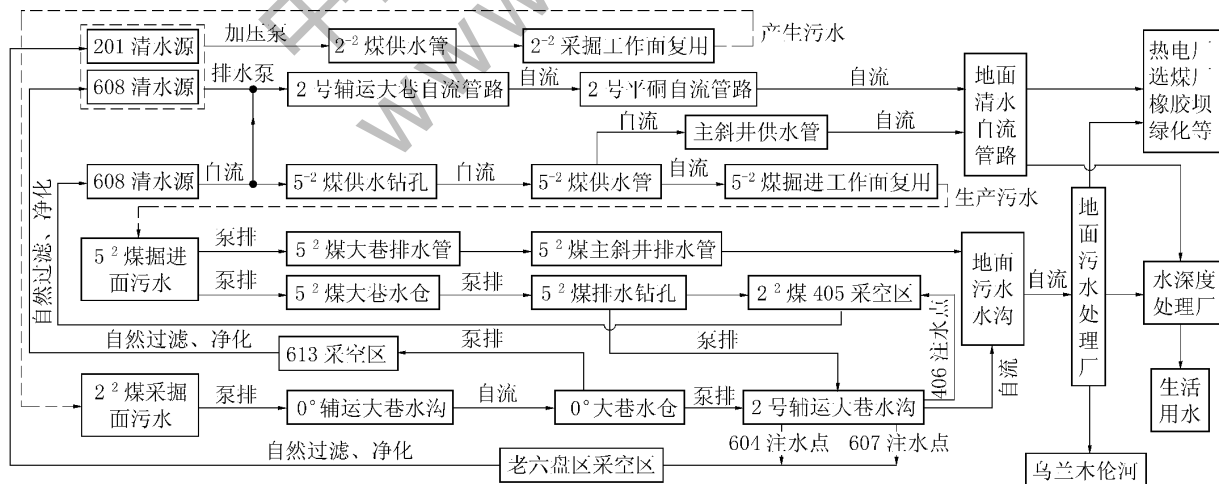 201 清水源
加压泵
2⁻² 煤供水管
2⁻² 采掘工作面复用
产生污水
608 清水源
排水泵
2 号辅运大巷自流管路
自流
2 号平硐自流管路
自流
地面
清水
自流
管路
热电厂
选煤厂
橡胶坝
绿化等
自流
主斜井供水管
自流
608 清水源
自流
5⁻² 煤供水钻孔
自流
5⁻² 煤供水管
自流
5⁻² 煤掘进工作面复用
生产污水
自然过滤、净化
5 ² 煤掘进
面污水
泵排
5 ² 煤大巷排水管
5 ² 煤主斜井排水管
泵排
5 ² 煤大巷水仓
泵排
5 ² 煤排水钻孔
2 ² 煤 405 采空区
地面
污水
水沟
自流
地面污水处理厂
水深度
处理厂
自然过滤、净化
613 采空区
泵排
泵排
406 注水点
自流
2 ² 煤采掘
面污水
泵排
0° 辅运大巷水沟
自流
0° 大巷水仓
泵排
2 号辅运大巷水沟
生活
用水
自然过滤、净化
老六盘区采空区
604 注水点
607 注水点
乌兰木伦河
中
www